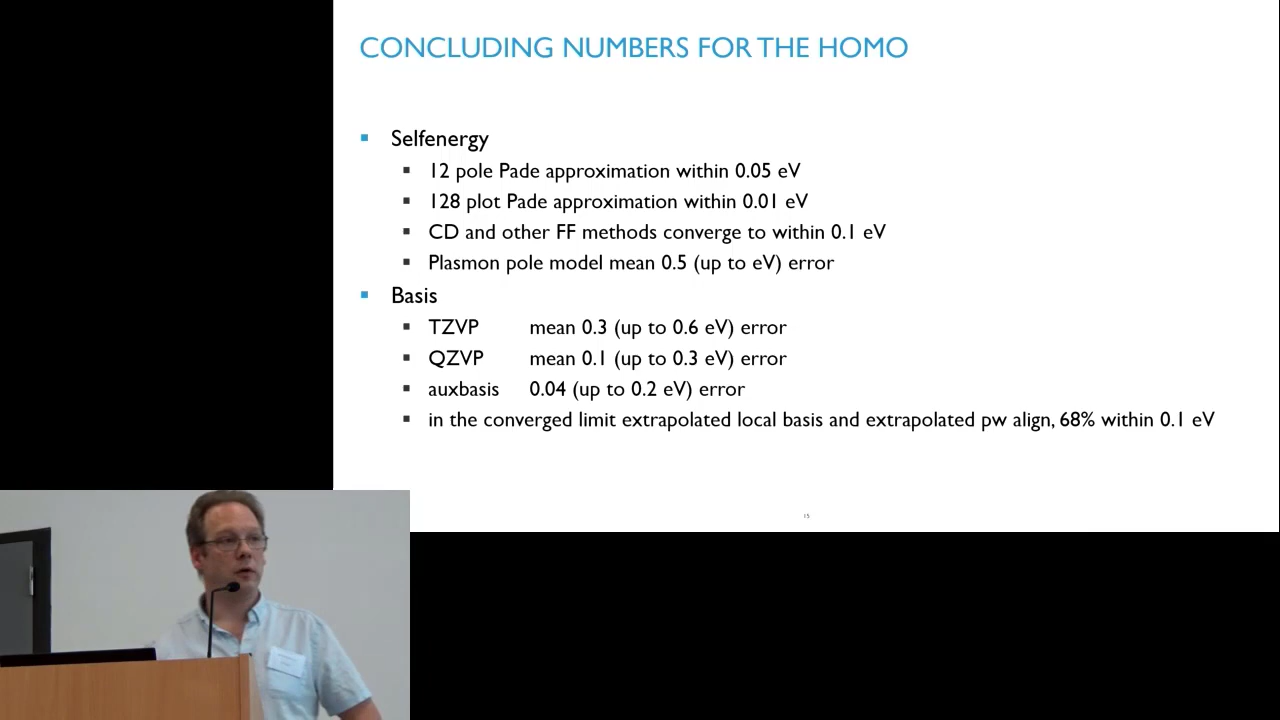 CONCLUDING NUMBERS FOR THE HOMO
Selfenergy
12 pole Pade approximation within 0.05 eV
128 plot Pade approximation within 0.01 eV
CD and other FF methods converge to within 0.1 eV
Plasmon pole model mean 0.5 (up to eV) error
Basis
TZVP mean 0.3 (up to 0.6 eV) error
QZVP mean 0.1 (up to 0.3 eV) error
auxbasis 0.04 (up to 0.2 eV) error
in the converged limit extrapolated local basis and extrapolated pw align, 68% within 0.1 eV
15